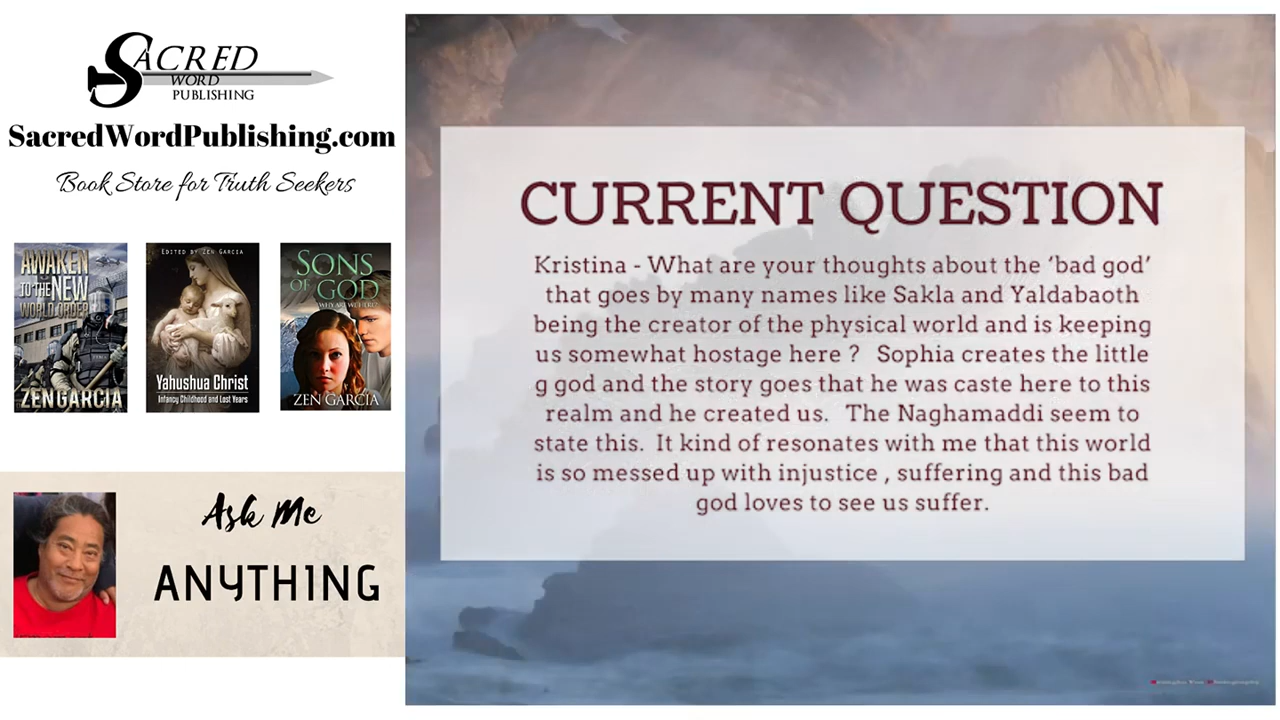 SACRED
WORD
PUBLISHING
SacredWordPublishing.com
Book Store for Truth Seekers
AWAKEN
TO THE NEW
WORLD ORDER
ZEN GARCIA
EDITED BY ZEN GARCIA
Yahushua Christ
Infancy Childhood and Lost Years
SONS
OF GOD
WHY ARE WE HERE?
ZEN GARCIA
Ask Me
ANYTHING
CURRENT QUESTION
Kristina - What are your thoughts about the ‘bad god’
that goes by many names like Sakla and Yaldabaoth
being the creator of the physical world and is keeping
us somewhat hostage here ?   Sophia creates the little
g god and the story goes that he was caste here to this
realm and he created us.   The Naghamaddi seem to
state this.  It kind of resonates with me that this world
is so messed up with injustice , suffering and this bad
god loves to see us suffer.